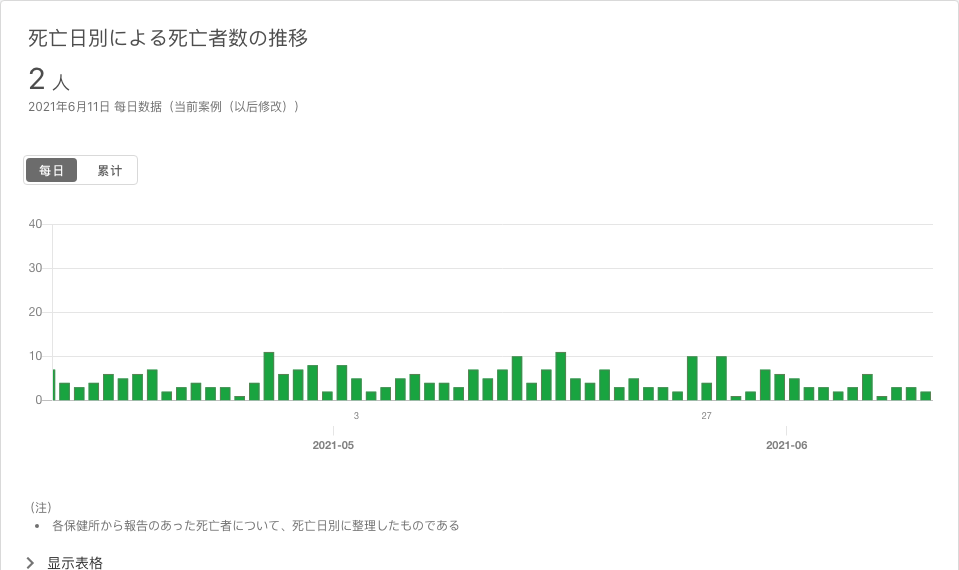 死亡日別による死亡者数の推移
2 人
2021年6月11日 每日数据（当前案例（以后修改））
每日 累计
40
30
20
10
0
3 27
2021-05 2021-06
（注）
• 各保健所から報告のあった死亡者について、死亡日別に整理したものである
显示表格